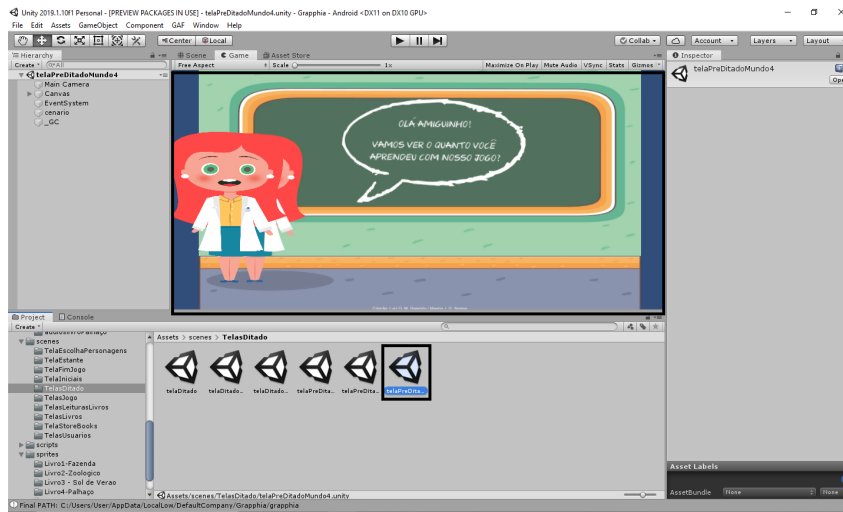 Unity 2019.1.10f1 Personal - [PREVIEW PACKAGES IN USE] - telaPreDitadoMundo4.unity - Grapphia - Android <DX11 on DX10 GPU>
File Edit Assets GameObject Component GAF Window Help
Center Local Collab Account Layers Layout
Hierarchy
Create All
telaPreDitadoMundo4
Main Camera
Canvas
EventSystem
cenario
_GC
Scene Game Asset Store
Free Aspect Scale 1x Maximize On Play Mute Audio VSync Stats Gizmos
OLÁ AMIGUINHO!
VAMOS VER O QUANTO VOCÊ
APRENDEU COM NOSSO JOGO?
Inspector
telaPreDitadoMundo4
Ope
Project Console
Create
scenes
TelaEscolhaPersonagens
TelaEstante
TelaFimJogo
TelaIniciais
TelasDitado
TelasJogo
TelasLeiturasLivros
TelasLivros
TelaStoreBooks
TelasUsuarios
scripts
sprites
Livro1-Fazenda
Livro2-Zoologico
Livro3 - Sol de Verao
Livro4-Palhaço
Assets > scenes > TelasDitado
telaDitado telaDitado... telaDitado... telaPreDita... telaPreDita... telaPreDita...
Assets/scenes/TelasDitado/telaPreDitadoMundo4.unity
Asset Labels
AssetBundle None None
Final PATH: C:/Users/User/AppData/LocalLow/DefaultCompany/Grapphia/grapphia